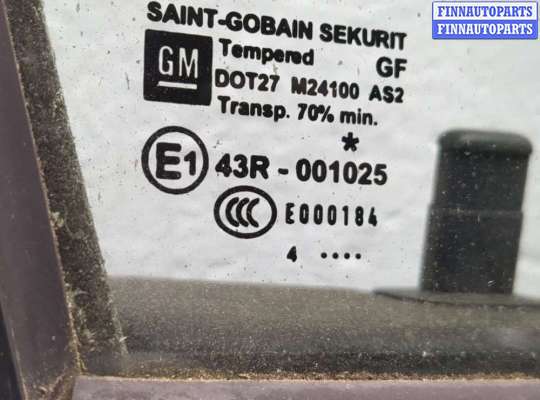 FINNAUTOPARTS
FINNAUTOPARTS
SAINT-GOBAIN SEKURIT
GM
Tempered GF
DOT27 M24100 AS2
Transp. 70% min.
*
E1 43R - 001025
CCC E000184
4 ....